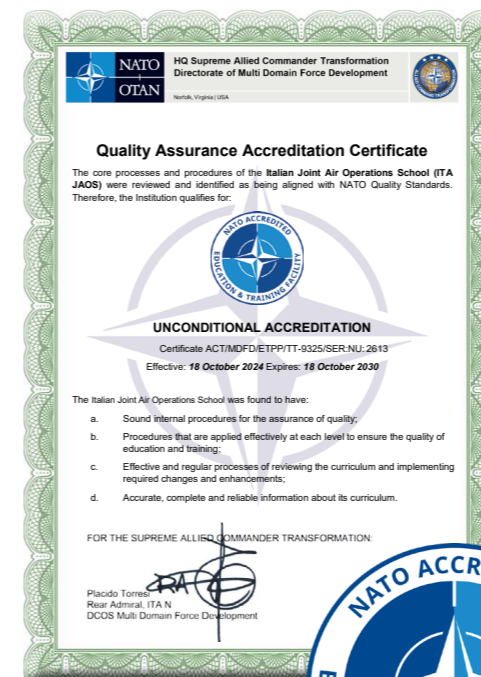 NATO
OTAN
HQ Supreme Allied Commander Transformation
Directorate of Multi Domain Force Development
Norfolk, Virginia | USA
Quality Assurance Accreditation Certificate
The core processes and procedures of the Italian Joint Air Operations School (ITA
JAOS) were reviewed and identified as being aligned with NATO Quality Standards.
Therefore, the Institution qualifies for:
NATO ACCREDITED
EDUCATION & TRAINING FACILITY
UNCONDITIONAL ACCREDITATION
Certificate ACT/MDFD/ETPP/TT-9325/SER:NU: 2613
Effective: 18 October 2024 Expires: 18 October 2030
The Italian Joint Air Operations School was found to have:
a. Sound internal procedures for the assurance of quality;
b. Procedures that are applied effectively at each level to ensure the quality of
education and training;
c. Effective and regular processes of reviewing the curriculum and implementing
required changes and enhancements;
d. Accurate, complete and reliable information about its curriculum.
FOR THE SUPREME ALLIED COMMANDER TRANSFORMATION:
Placido Torresi
Rear Admiral, ITA N
DCOS Multi Domain Force Development
NATO ACCR